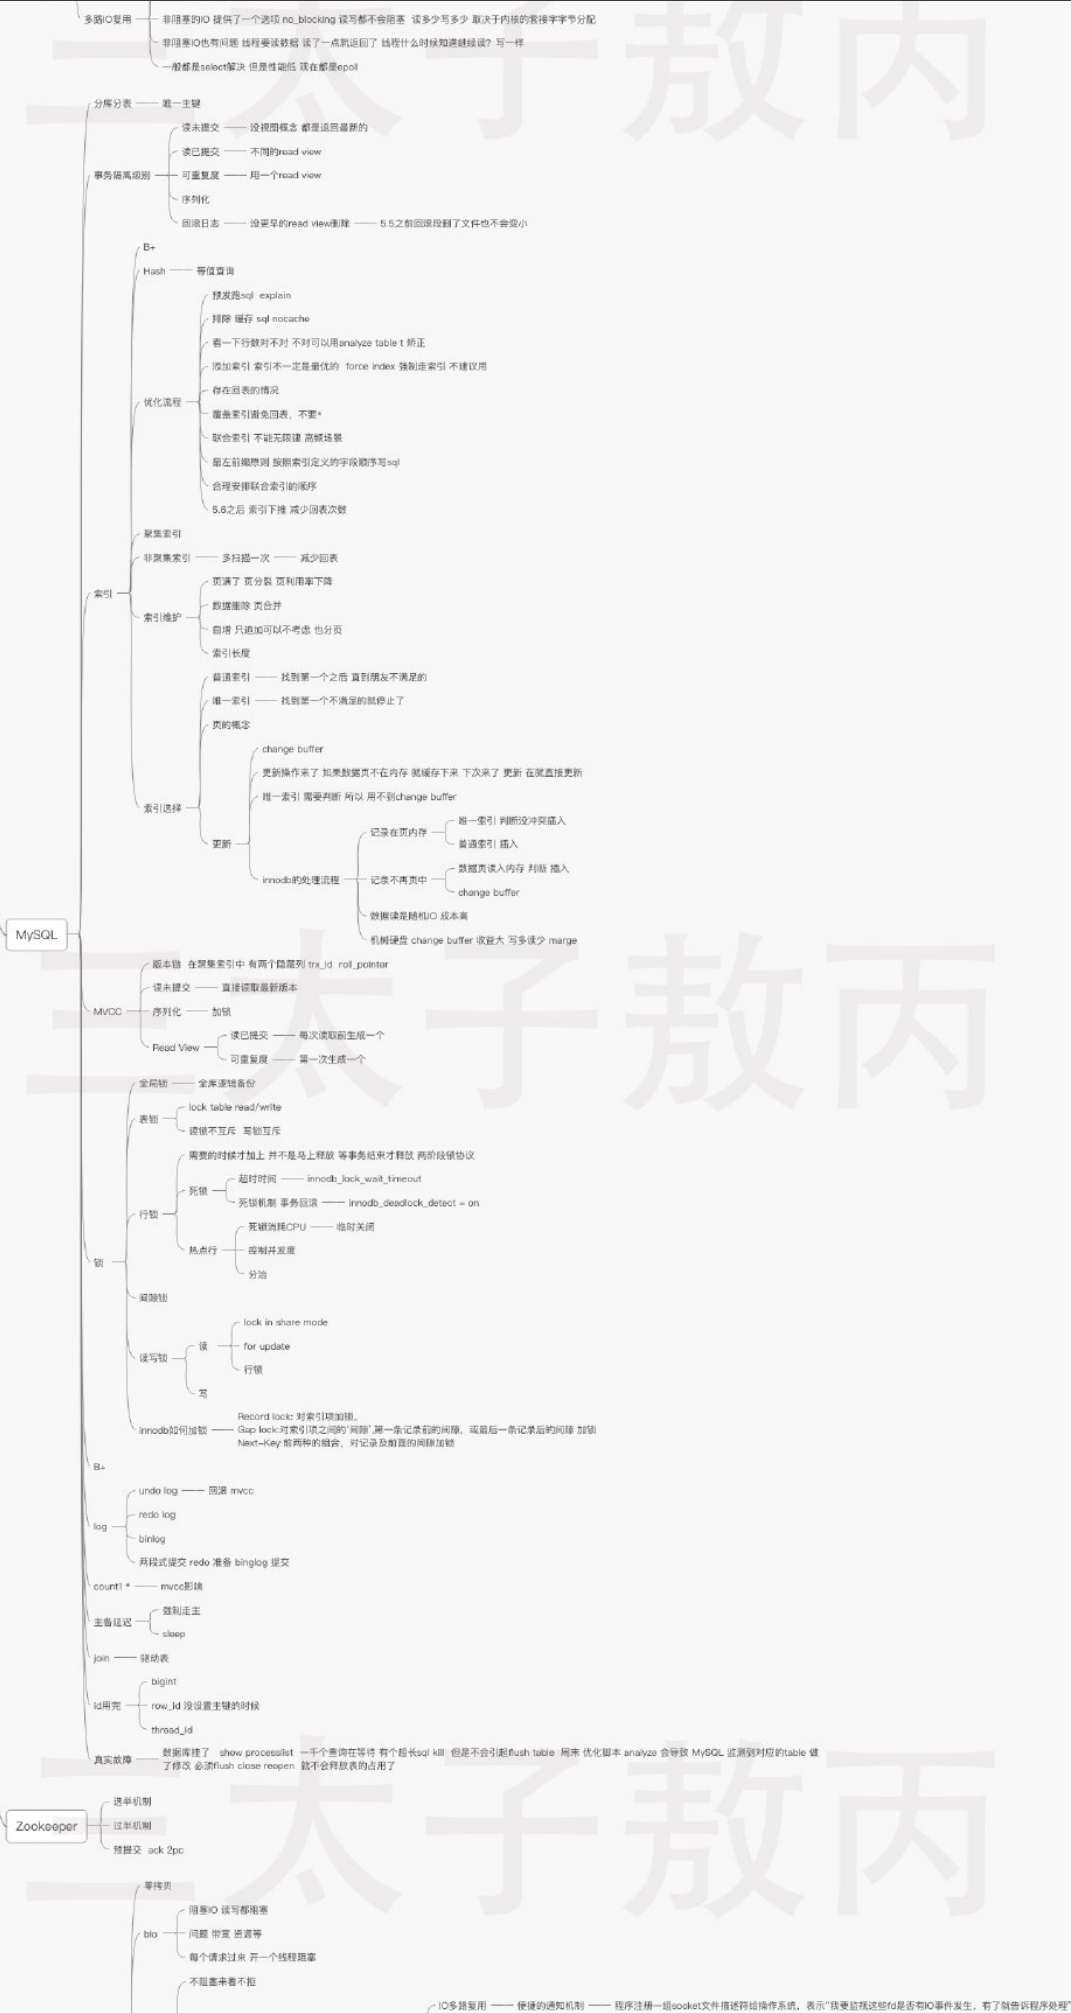 多路IO复用
非阻塞的IO 提供了一个选项 no_blocking 读写都不会阻塞 读多少写多少 取决于内核的套接字字节分配
非阻塞IO也有问题 线程要读数据 读了一点就返回了 线程什么时候知道继续读? 写一样
一般都是select解决 但是性能低 现在都是epoll
分库分表
唯一主键
事务隔离级别
读未提交
没视图概念 都是返回最新的
读已提交
不同的read view
可重复度
用一个read view
序列化
回滚日志
没更早的read view删除
5.5之前回滚段删了文件也不会变小
索引
B+
Hash
等值查询
优化流程
预发跑sql explain
排除 缓存 sql nocache
看一下行数对不对 不对可以用analyze table t 矫正
添加索引 索引不一定是最优的 force index 强制走索引 不建议用
存在回表的情况
覆盖索引避免回表，不要*
联合索引 不能无限建 高频场景
最左前缀原则 按照索引定义的字段顺序写sql
合理安排联合索引的顺序
5.6之后 索引下推 减少回表次数
聚集索引
非聚集索引
多扫描一次
减少回表
索引维护
页满了 页分裂 页利用率下降
数据删除 页合并
自增 只追加可以不考虑 也分页
索引长度
索引选择
普通索引
找到第一个之后 直到朋友不满足的
唯一索引
找到第一个不满足的就停止了
页的概念
更新
change buffer
更新操作来了 如果数据页不在内存 就缓存下来 下次来了 更新 在就直接更新
唯一索引 需要判断 所以 用不到change buffer
innodb的处理流程
记录在页内存
唯一索引 判断没冲突插入
普通索引 插入
记录不再页中
数据页读入内存 判断 插入
change buffer
数据读是随机IO 成本高
机械硬盘 change buffer 收益大 写多读少 marge
MySQL
MVCC
版本链 在聚集索引中 有两个隐藏列 trx_id roll_pointer
读未提交
直接读取最新版本
序列化
加锁
Read View
读已提交
每次读取前生成一个
可重复度
第一次生成一个
锁
全局锁
全库逻辑备份
表锁
lock table read/write
读锁不互斥 写锁互斥
行锁
需要的时候才加上 并不是马上释放 等事务结束才释放 两阶段锁协议
死锁
超时时间
innodb_lock_wait_timeout
死锁机制 事务回滚
innodb_deadlock_detect = on
热点行
死锁消耗CPU
临时关闭
控制并发度
分治
间隙锁
读写锁
读
lock in share mode
for update
行锁
写
innodb如何加锁
Record lock: 对索引项加锁。
Gap lock:对索引项之间的‘间隙’,第一条记录前的间隙，或最后一条记录后的间隙 加锁
Next-Key:前两种的组合，对记录及前面的间隙加锁
B+
log
undo log
回滚 mvcc
redo log
binlog
两段式提交 redo 准备 binglog 提交
count1 *
mvcc影响
主备延迟
强制走主
sleep
join
驱动表
id用完
bigint
row_id 没设置主键的时候
thread_id
真实故障
数据库挂了 show processlist 一千个查询在等待 有个超长sql kill 但是不会引起flush table 周末 优化脚本 analyze 会导致 MySQL 监测到对应的table 做
了修改 必须flush close reopen 就不会释放表的占用了
Zookeeper
选举机制
过半机制
预提交 ack 2pc
零拷贝
bio
阻塞IO 读写都阻塞
问题 带宽 资源等
每个请求过来 开一个线程阻塞
不阻塞来着不拒
IO多路复用
便捷的通知机制
程序注册一组socket文件描述符给操作系统，表示“我要监视这些fd是否有IO事件发生，有了就告诉程序处理”
三太子敖丙
三太子敖丙
三太子敖丙